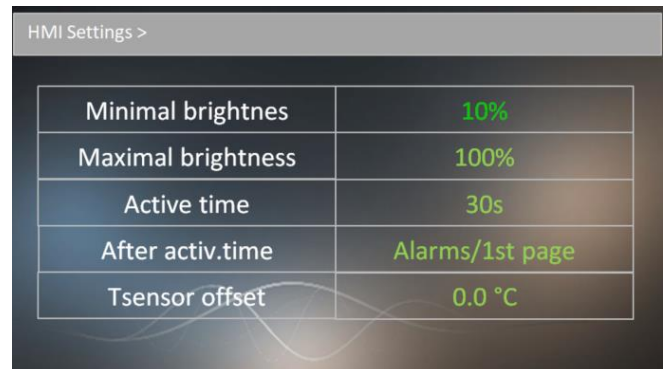 HMI Settings >
Minimal brightnes 10%
Maximal brightness 100%
Active time 30s
After activ.time Alarms/1st page
Tsensor offset 0.0 °C